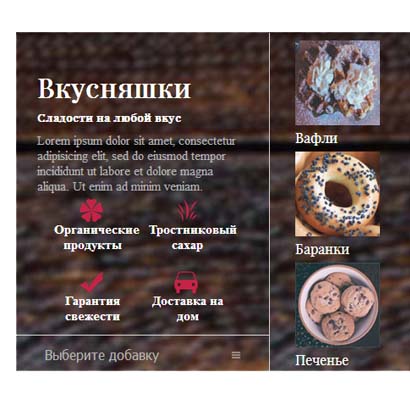 Вкусняшки
Сладости на любой вкус
Lorem ipsum dolor sit amet, consectetur
adipisicing elit, sed do eiusmod tempor
incididunt ut labore et dolore magna
aliqua. Ut enim ad minim veniam.
Органические
продукты
Тростниковый
сахар
Гарантия
свежести
Доставка на
дом
Выберите добавку
Вафли
Баранки
Печенье